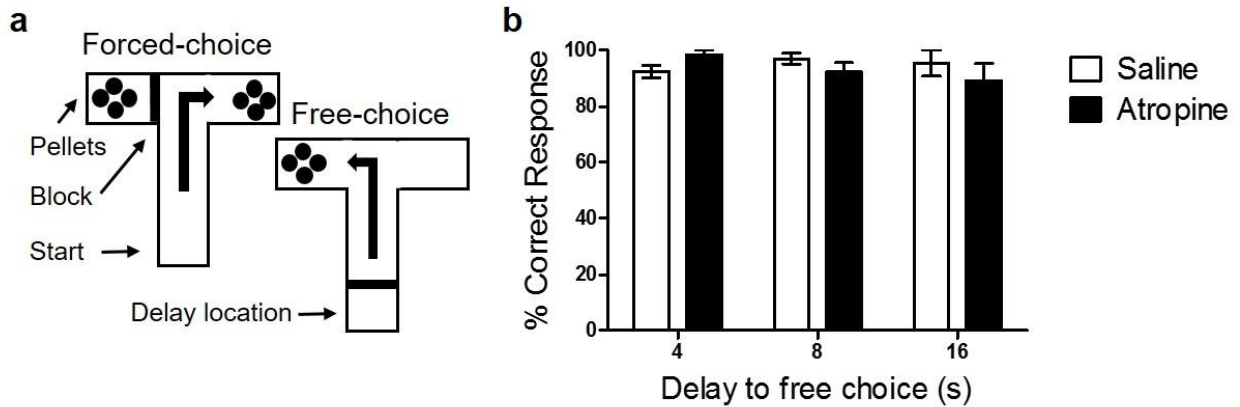 a
Forced-choice
Pellets
Block
Start
Free-choice
Delay location
b
% Correct Response
100
80
60
40
20
0
4 8 16
Delay to free choice (s)
Saline
Atropine